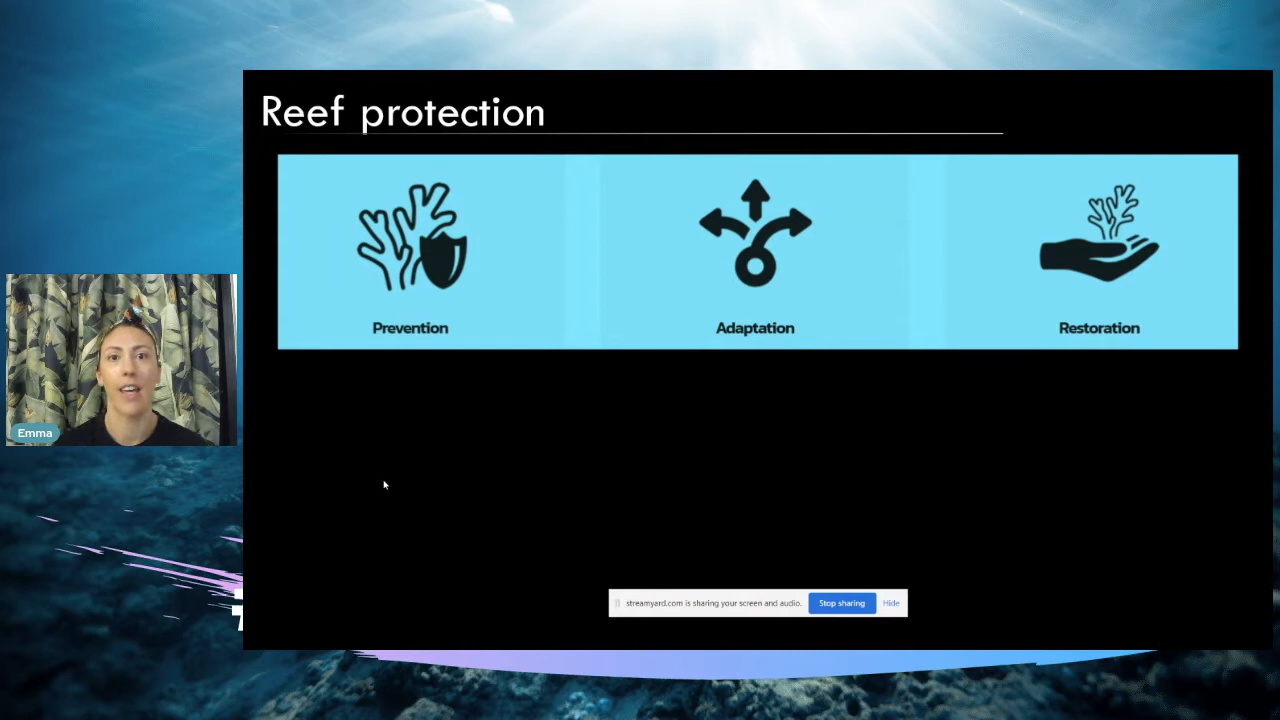 Reef protection
Prevention
Adaptation
Restoration
Emma
streamyard.com is sharing your screen and audio.
Stop sharing
Hide